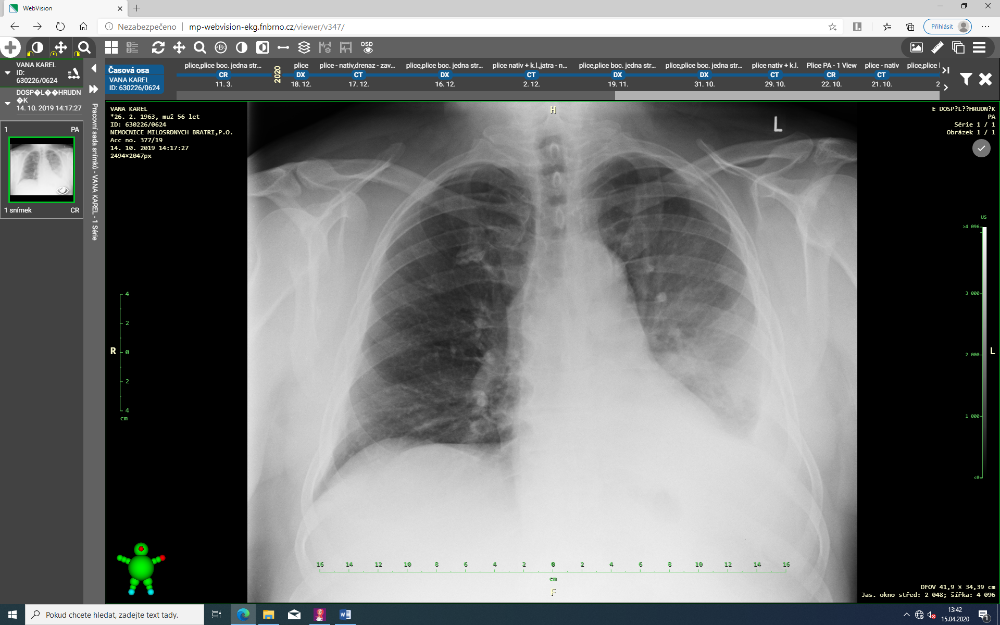 WebVision
Nezabezpečeno
mp-webvision-ekg.fnbrno.cz/viewer/v347/
Přihlásit
ABC
OSD
VANA KAREL
ID:
630226/0624
DOSP�L��HRUDN
�K
14. 10. 2019 14:17:27
1 PA
1 snímek CR
Pracovní sada snímků - VANA KAREL - 1 Série
Časová osa
VANA KAREL
ID: 630226/0624
plice,plice boc. jedna str...
CR
11. 3.
2020
plice
DX
18. 12.
plice - nativ,drenaz - zav...
CT
17. 12.
plice,plice boc. jedna str...
DX
16. 12.
plice nativ + k.l.,jatra - n...
CT
2. 12.
plice,plice boc. jedna str...
DX
19. 11.
plice,plice boc. jedna str...
DX
31. 10.
plice nativ + k.l.
CT
29. 10.
Plice PA - 1 View
CR
22. 10.
plice - nativ
CT
21. 10.
plice,plice
2
VANA KAREL
*26. 2. 1963, muž 56 let
ID: 630226/0624
NEMOCNICE MILOSRDNYCH BRATRI,P.O.
Acc no. 377/19
14. 10. 2019 14:17:27
2494×2047px
H
L
E DOSP?L??HRUDN?K
PA
Série 1 / 1
Obrázek 1 / 1
US
>4 096
3 000
2 000
1 000
<0
4
2
0
2
4
cm
R
L
16 14 12 10 8 6 4 2 0 2 4 6 8 10 12 14 16
cm
F
DFOV 41,9 × 34,39 cm
Jas. okno střed: 2 048; šířka: 4 096
Pokud chcete hledat, zadejte text tady.
13:42
15.04.2020
1